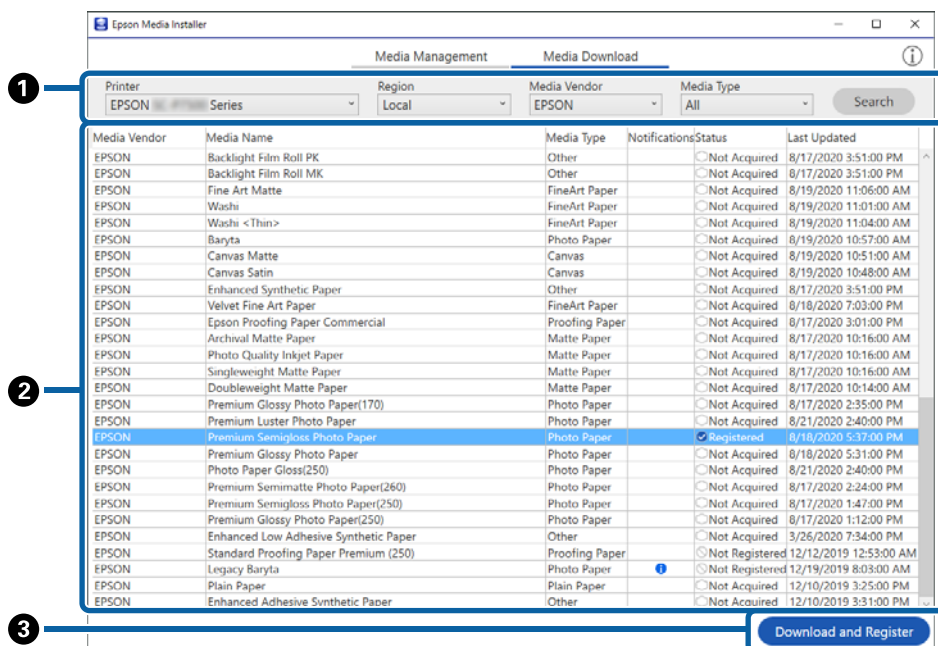 Epson Media Installer
Media Management Media Download
1
Printer Region Media Vendor Media Type
EPSON Series Local EPSON All Search
Media Vendor Media Name Media Type Notifications Status Last Updated
EPSON Backlight Film Roll PK Other Not Acquired 8/17/2020 3:51:00 PM
EPSON Backlight Film Roll MK Other Not Acquired 8/17/2020 3:51:00 PM
EPSON Fine Art Matte FineArt Paper Not Acquired 8/19/2020 11:06:00 AM
EPSON Washi FineArt Paper Not Acquired 8/19/2020 11:01:00 AM
EPSON Washi <Thin> FineArt Paper Not Acquired 8/19/2020 11:04:00 AM
EPSON Baryta Photo Paper Not Acquired 8/19/2020 10:57:00 AM
EPSON Canvas Matte Canvas Not Acquired 8/19/2020 10:51:00 AM
EPSON Canvas Satin Canvas Not Acquired 8/19/2020 10:48:00 AM
EPSON Enhanced Synthetic Paper Other Not Acquired 8/17/2020 3:51:00 PM
EPSON Velvet Fine Art Paper FineArt Paper Not Acquired 8/18/2020 7:03:00 PM
EPSON Epson Proofing Paper Commercial Proofing Paper Not Acquired 8/17/2020 3:01:00 PM
EPSON Archival Matte Paper Matte Paper Not Acquired 8/17/2020 10:16:00 AM
EPSON Photo Quality Inkjet Paper Matte Paper Not Acquired 8/17/2020 10:16:00 AM
EPSON Singleweight Matte Paper Matte Paper Not Acquired 8/17/2020 10:16:00 AM
2
EPSON Doubleweight Matte Paper Matte Paper Not Acquired 8/17/2020 10:14:00 AM
EPSON Premium Glossy Photo Paper(170) Photo Paper Not Acquired 8/17/2020 2:35:00 PM
EPSON Premium Luster Photo Paper Photo Paper Not Acquired 8/21/2020 2:40:00 PM
EPSON Premium Semigloss Photo Paper Photo Paper Registered 8/18/2020 5:37:00 PM
EPSON Premium Glossy Photo Paper Photo Paper Not Acquired 8/18/2020 5:31:00 PM
EPSON Photo Paper Gloss(250) Photo Paper Not Acquired 8/21/2020 2:40:00 PM
EPSON Premium Semimatte Photo Paper(260) Photo Paper Not Acquired 8/17/2020 2:24:00 PM
EPSON Premium Semigloss Photo Paper(250) Photo Paper Not Acquired 8/17/2020 1:47:00 PM
EPSON Premium Glossy Photo Paper(250) Photo Paper Not Acquired 8/17/2020 1:12:00 PM
EPSON Enhanced Low Adhesive Synthetic Paper Other Not Acquired 3/26/2020 7:34:00 PM
EPSON Standard Proofing Paper Premium (250) Proofing Paper Not Registered 12/12/2019 12:53:00 AM
EPSON Legacy Baryta Photo Paper Not Registered 12/19/2019 8:03:00 AM
EPSON Plain Paper Plain Paper Not Acquired 12/10/2019 3:25:00 PM
EPSON Enhanced Adhesive Synthetic Paper Other Not Acquired 12/10/2019 3:31:00 PM
3
Download and Register